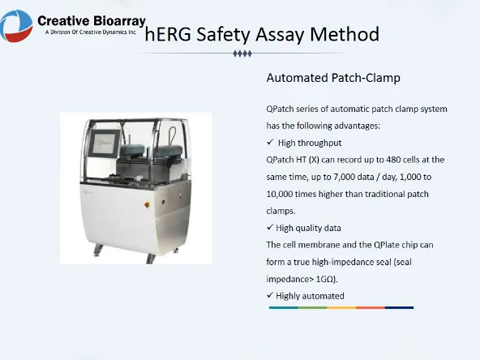 Creative Bioarray
A Division Of Creative Dynamics Inc
hERG Safety Assay Method
Automated Patch-Clamp
QPatch series of automatic patch clamp system
has the following advantages:
✓ High throughput
QPatch HT (X) can record up to 480 cells at the
same time, up to 7,000 data / day, 1,000 to
10,000 times higher than traditional patch
clamps.
✓ High quality data
The cell membrane and the QPlate chip can
form a true high-impedance seal (seal
impedance> 1GΩ).
✓ Highly automated